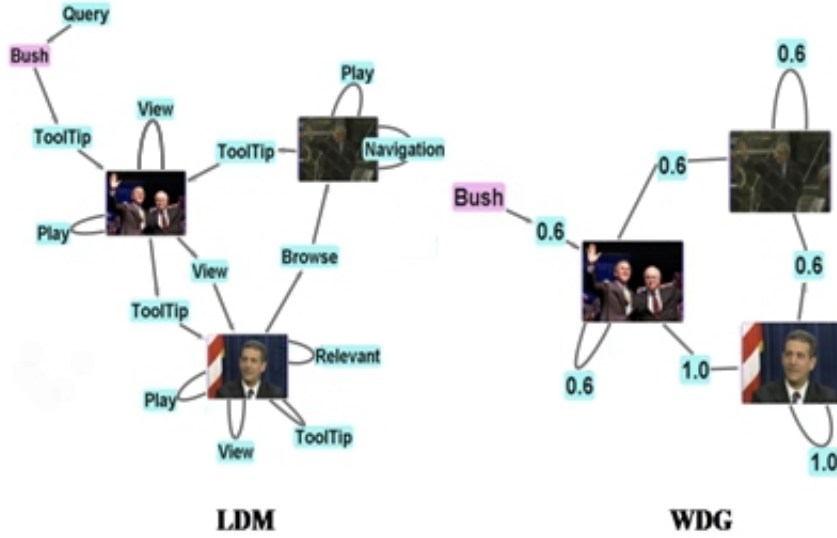 Query
Bush
ToolTip
View
Play
ToolTip
Play
Navigation
Browse
View
ToolTip
Relevant
Play
View
ToolTip
LDM
Bush
0.6
0.6
0.6
0.6
0.6
1.0
1.0
WDG